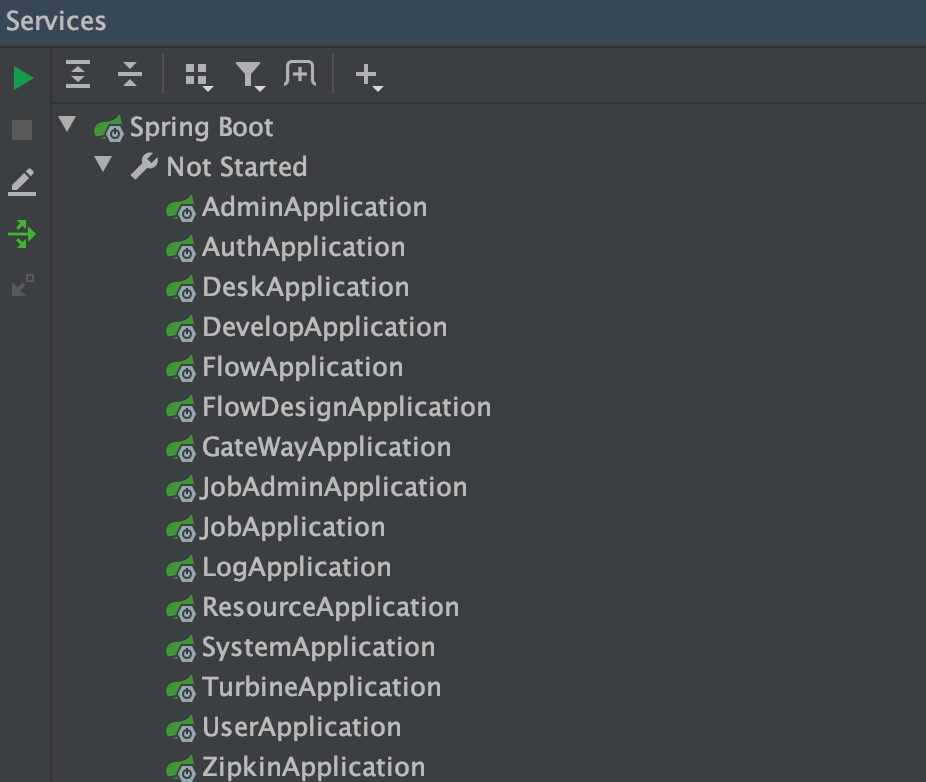 Services
Spring Boot
Not Started
AdminApplication
AuthApplication
DeskApplication
DevelopApplication
FlowApplication
FlowDesignApplication
GateWayApplication
JobAdminApplication
JobApplication
LogApplication
ResourceApplication
SystemApplication
TurbineApplication
UserApplication
ZipkinApplication